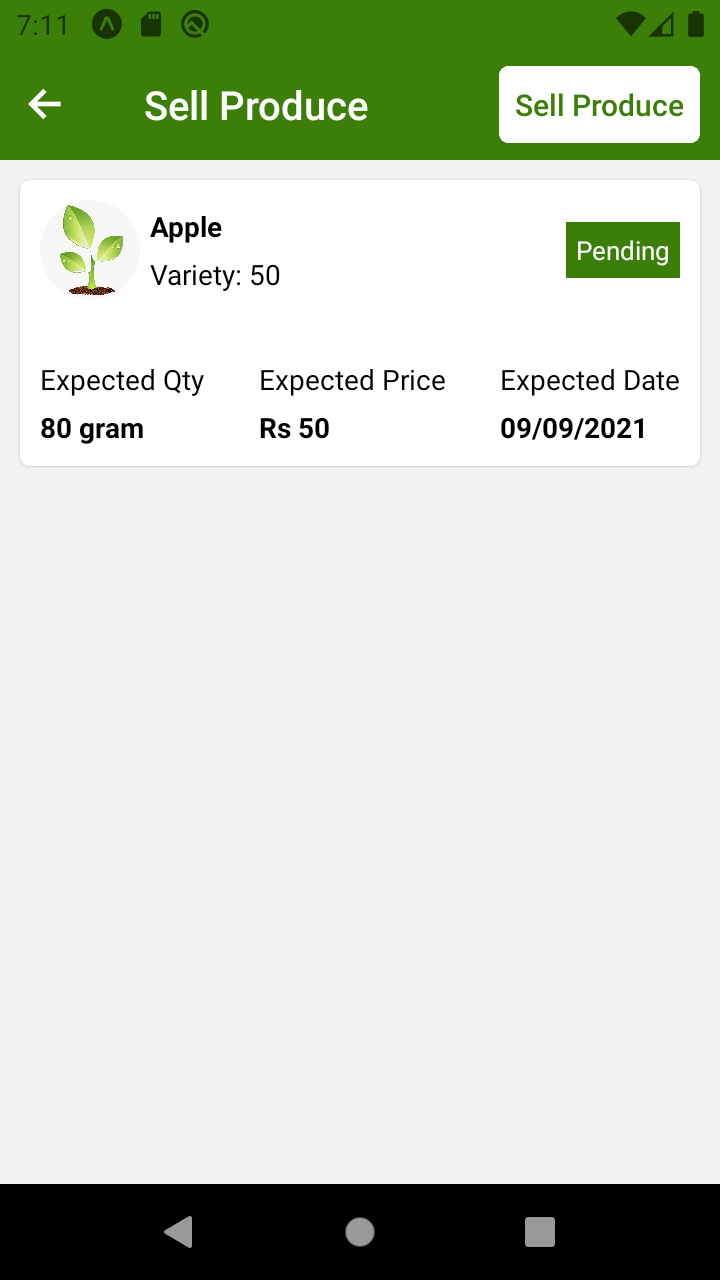 7:11
Sell Produce
Sell Produce
Apple
Variety: 50
Pending
Expected Qty
Expected Price
Expected Date
80 gram
Rs 50
09/09/2021